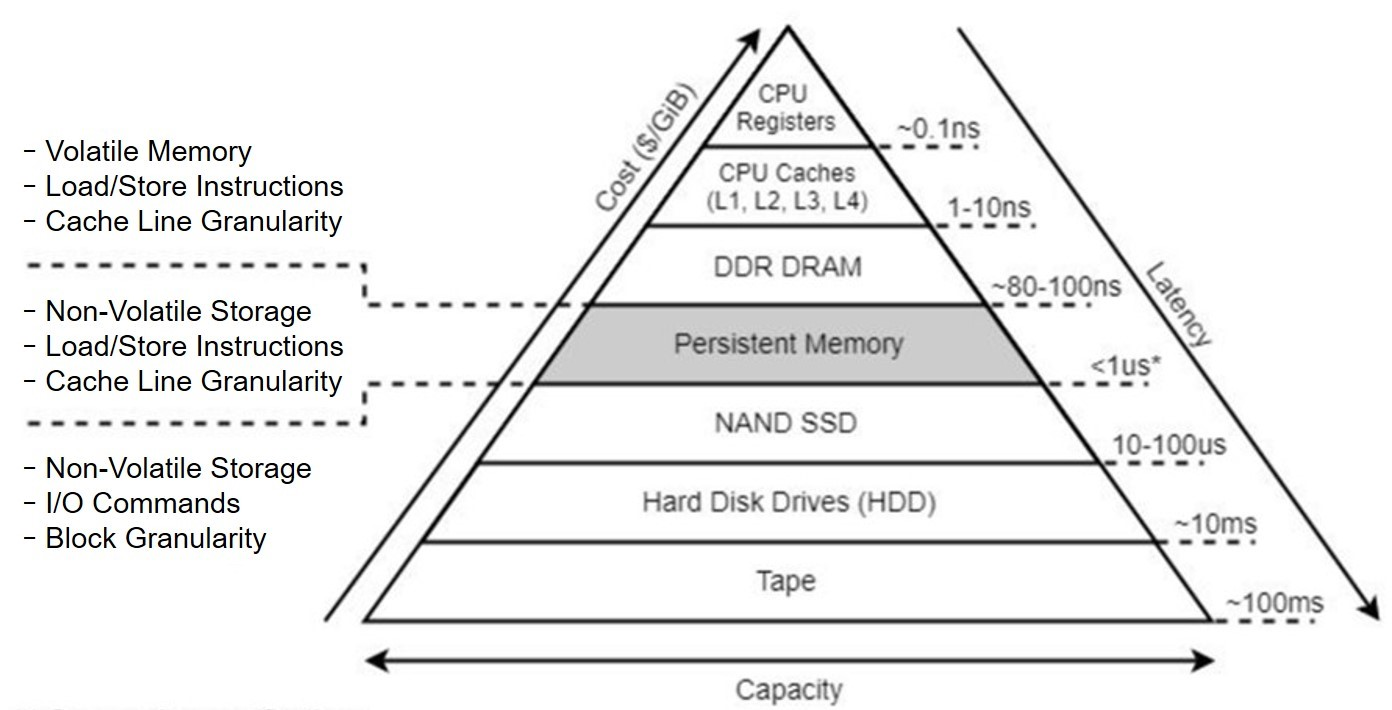 CPU
Registers
~0.1ns
Cost ($/GiB)
- Volatile Memory
- Load/Store Instructions
- Cache Line Granularity
CPU Caches
(L1, L2, L3, L4)
1-10ns
DDR DRAM
~80-100ns
Latency
- Non-Volatile Storage
- Load/Store Instructions
- Cache Line Granularity
Persistent Memory
<1us*
NAND SSD
10-100us
- Non-Volatile Storage
- I/O Commands
- Block Granularity
Hard Disk Drives (HDD)
~10ms
Tape
~100ms
Capacity